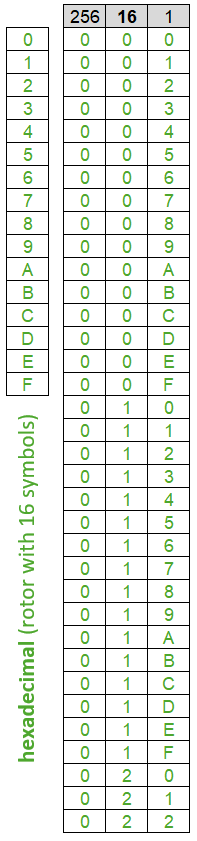 256 16 1
0 0 0 0
1 0 0 1
2 0 0 2
3 0 0 3
4 0 0 4
5 0 0 5
6 0 0 6
7 0 0 7
8 0 0 8
9 0 0 9
A 0 0 A
B 0 0 B
C 0 0 C
D 0 0 D
E 0 0 E
F 0 0 F
0 1 0
0 1 1
0 1 2
0 1 3
0 1 4
0 1 5
0 1 6
0 1 7
0 1 8
0 1 9
0 1 A
0 1 B
0 1 C
0 1 D
0 1 E
0 1 F
0 2 0
0 2 1
0 2 2
hexadecimal (rotor with 16 symbols)